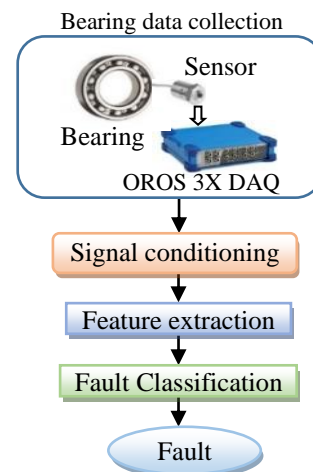 Bearing data collection
Sensor
Bearing
OROS 3X DAQ
Signal conditioning
Feature extraction
Fault Classification
Fault